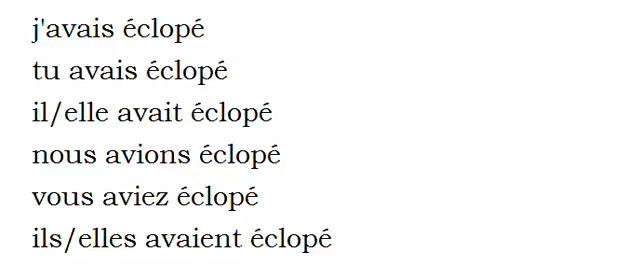 j'avais éclopé
tu avais éclopé
il/elle avait éclopé
nous avions éclopé
vous aviez éclopé
ils/elles avaient éclopé